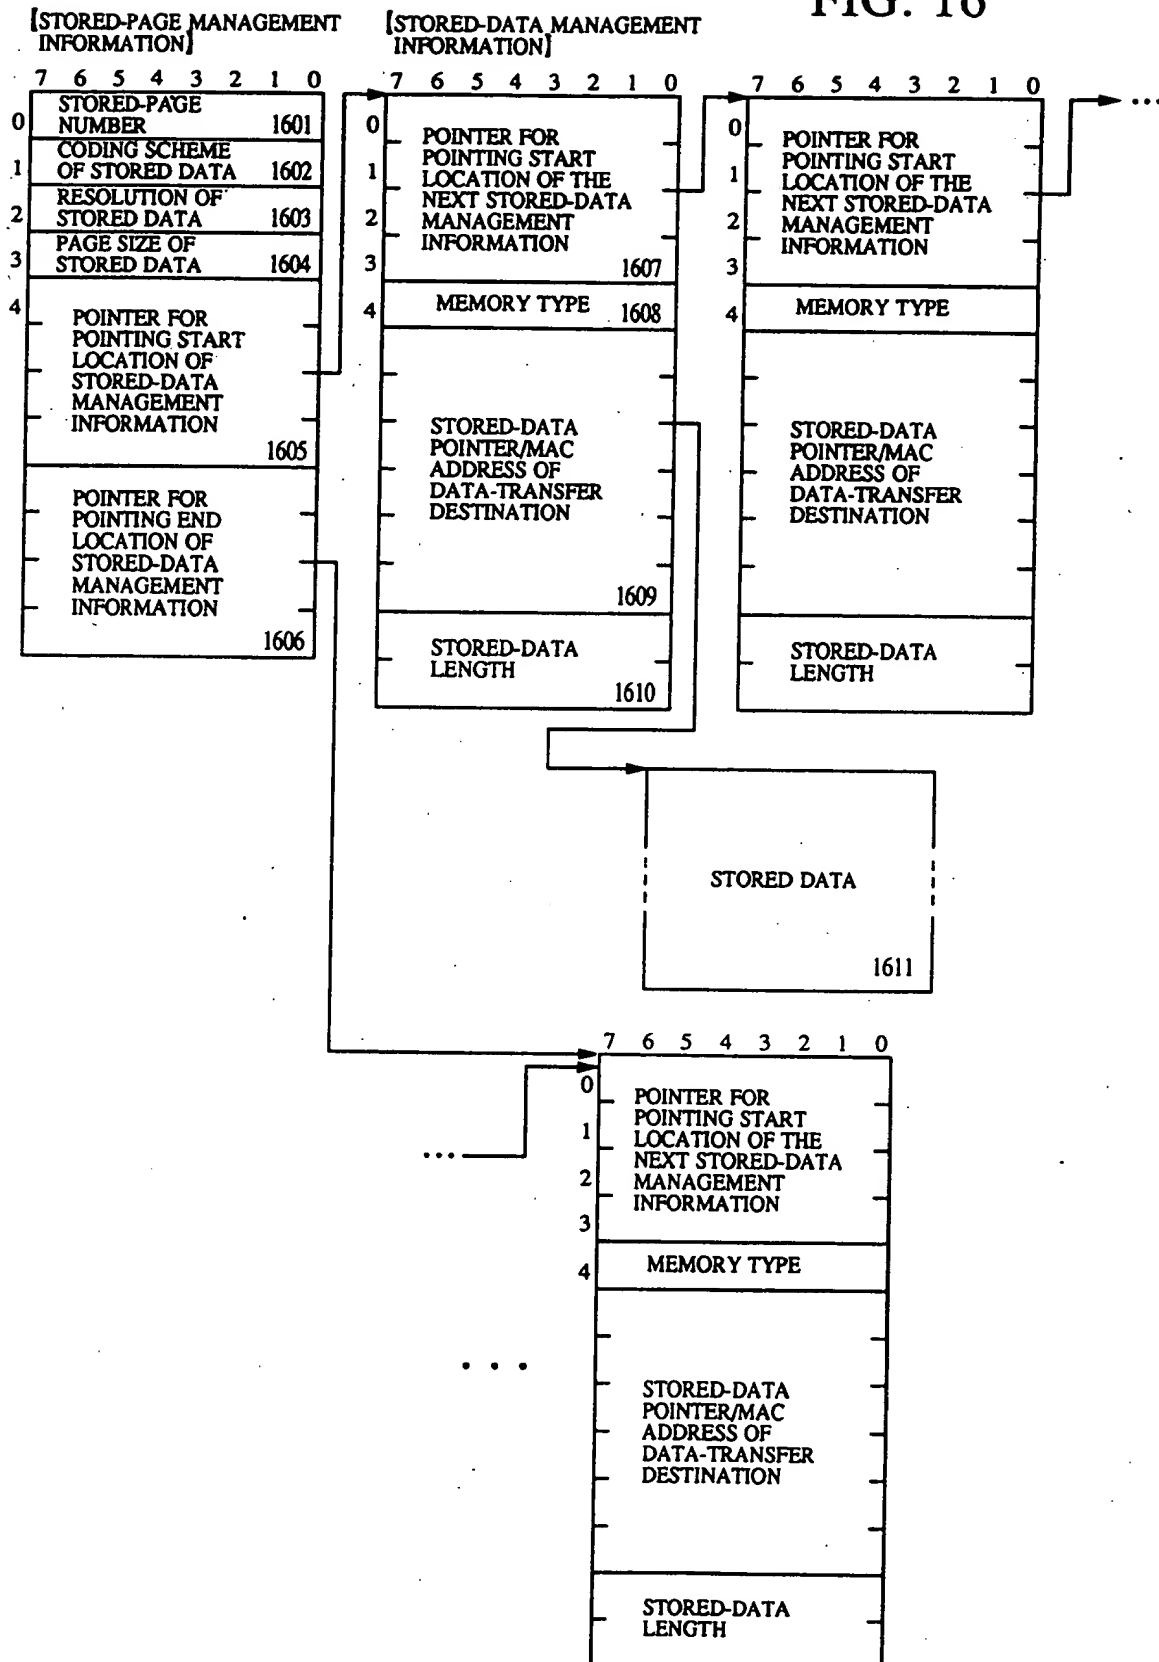 FIG. 16
[STORED-PAGE MANAGEMENT
INFORMATION]
7 6 5 4 3 2 1 0
0
STORED-PAGE
NUMBER 1601
1
CODING SCHEME
OF STORED DATA 1602
2
RESOLUTION OF
STORED DATA 1603
3
PAGE SIZE OF
STORED DATA 1604
4
POINTER FOR
POINTING START
LOCATION OF
STORED-DATA
MANAGEMENT
INFORMATION
1605
POINTER FOR
POINTING END
LOCATION OF
STORED-DATA
MANAGEMENT
INFORMATION
1606
[STORED-DATA MANAGEMENT
INFORMATION]
7 6 5 4 3 2 1 0
0
1
2
3
POINTER FOR
POINTING START
LOCATION OF THE
NEXT STORED-DATA
MANAGEMENT
INFORMATION
1607
4
MEMORY TYPE 1608
STORED-DATA
POINTER/MAC
ADDRESS OF
DATA-TRANSFER
DESTINATION
1609
STORED-DATA
LENGTH
1610
7 6 5 4 3 2 1 0
0
1
2
3
POINTER FOR
POINTING START
LOCATION OF THE
NEXT STORED-DATA
MANAGEMENT
INFORMATION
4
MEMORY TYPE
STORED-DATA
POINTER/MAC
ADDRESS OF
DATA-TRANSFER
DESTINATION
STORED-DATA
LENGTH
...
STORED DATA
1611
...
7 6 5 4 3 2 1 0
0
1
2
3
POINTER FOR
POINTING START
LOCATION OF THE
NEXT STORED-DATA
MANAGEMENT
INFORMATION
4
MEMORY TYPE
...
STORED-DATA
POINTER/MAC
ADDRESS OF
DATA-TRANSFER
DESTINATION
STORED-DATA
LENGTH